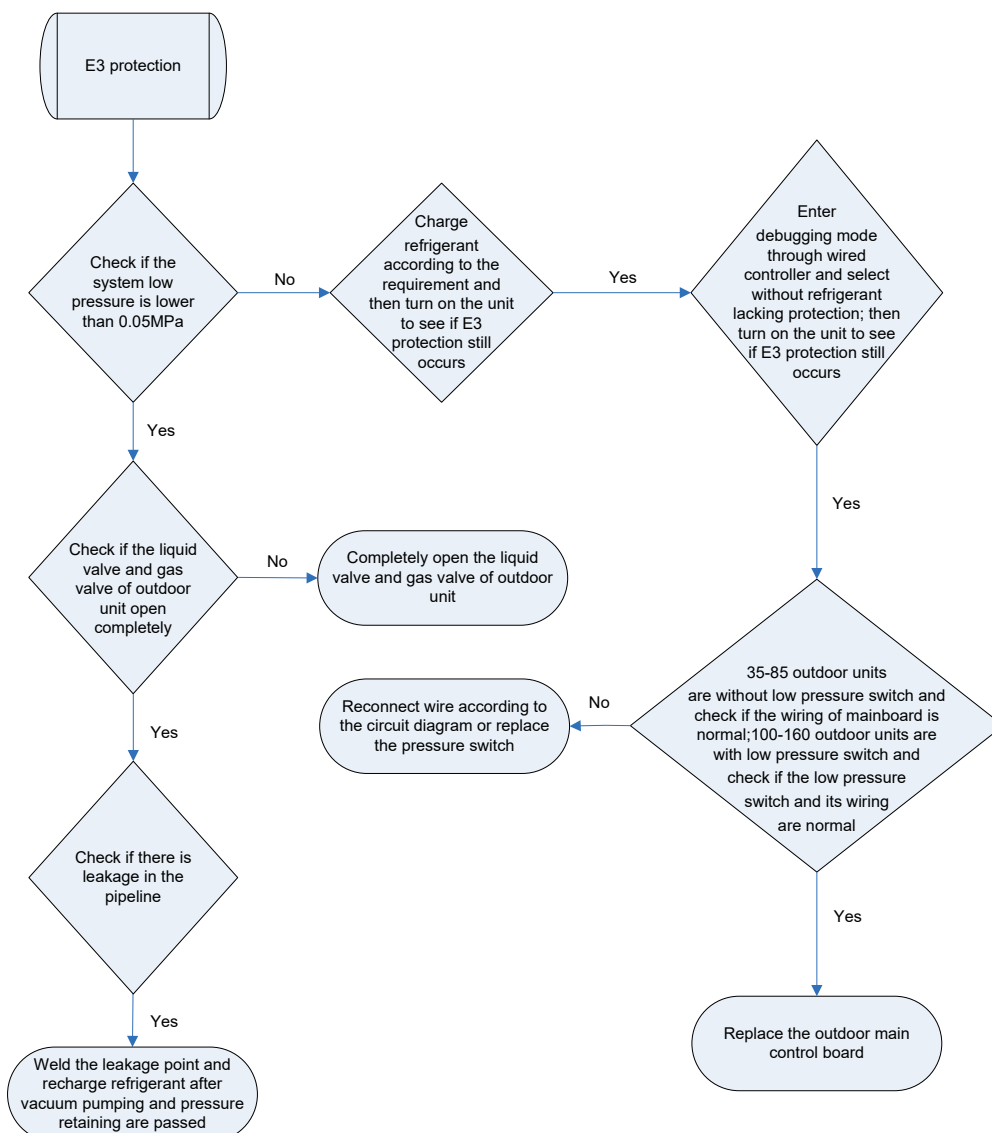 E3 protection
Check if the
system low
pressure is lower
than 0.05MPa
No
Charge
refrigerant
according to the
requirement and
then turn on the unit
to see if E3
protection still
occurs
Yes
Enter
debugging mode
through wired
controller and select
without refrigerant
lacking protection; then
turn on the unit to see
if E3 protection still
occurs
Yes
Yes
Check if the liquid
valve and gas
valve of outdoor
unit open
completely
No
Completely open the liquid
valve and gas valve of outdoor
unit
35-85 outdoor units
are without low pressure switch and
check if the wiring of mainboard is
normal;100-160 outdoor units are
with low pressure switch and
check if the low pressure
switch and its wiring
are normal
No
Reconnect wire according to
the circuit diagram or replace
the pressure switch
Yes
Check if there is
leakage in the
pipeline
Yes
Replace the outdoor main
control board
Yes
Weld the leakage point and
recharge refrigerant after
vacuum pumping and pressure
retaining are passed